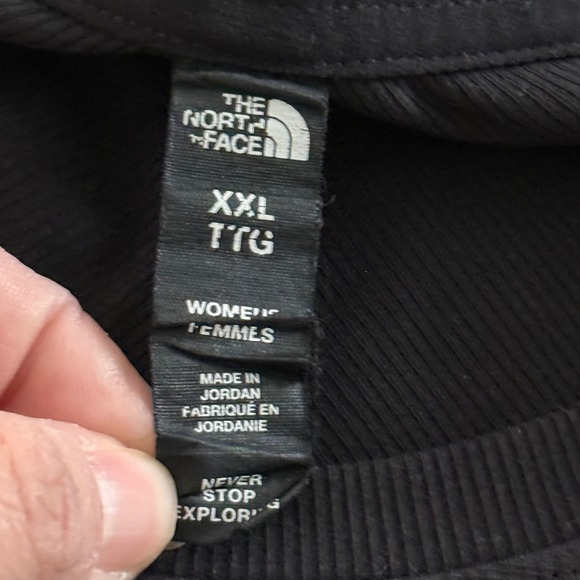 THE
NORTH
FACE
XXL
TTG
WOMENS
FEMMES
MADE IN
JORDAN
FABRIQUÉ EN
JORDANIE
NEVER
STOP
EXPLORING